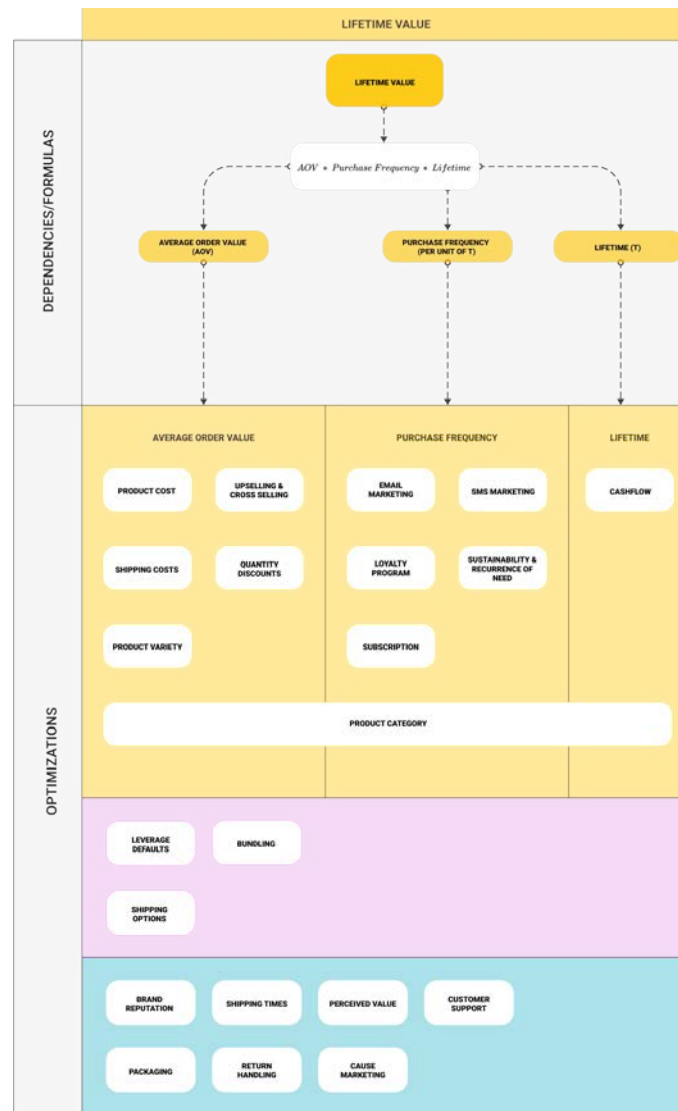 LIFETIME VALUE
DEPENDENCIES/FORMULAS
LIFETIME VALUE
AOV * Purchase Frequency * Lifetime
AVERAGE ORDER VALUE
(AOV)
PURCHASE FREQUENCY
(PER UNIT OF T)
LIFETIME (T)
OPTIMIZATIONS
AVERAGE ORDER VALUE
PURCHASE FREQUENCY
LIFETIME
PRODUCT COST
UPSELLING &
CROSS SELLING
EMAIL
MARKETING
SMS MARKETING
CASHFLOW
SHIPPING COSTS
QUANTITY
DISCOUNTS
LOYALTY
PROGRAM
SUSTAINABILITY &
RECURRENCE OF
NEED
PRODUCT VARIETY
SUBSCRIPTION
PRODUCT CATEGORY
LEVERAGE
DEFAULTS
BUNDLING
SHIPPING
OPTIONS
BRAND
REPUTATION
SHIPPING TIMES
PERCEIVED VALUE
CUSTOMER
SUPPORT
PACKAGING
RETURN
HANDLING
CAUSE
MARKETING